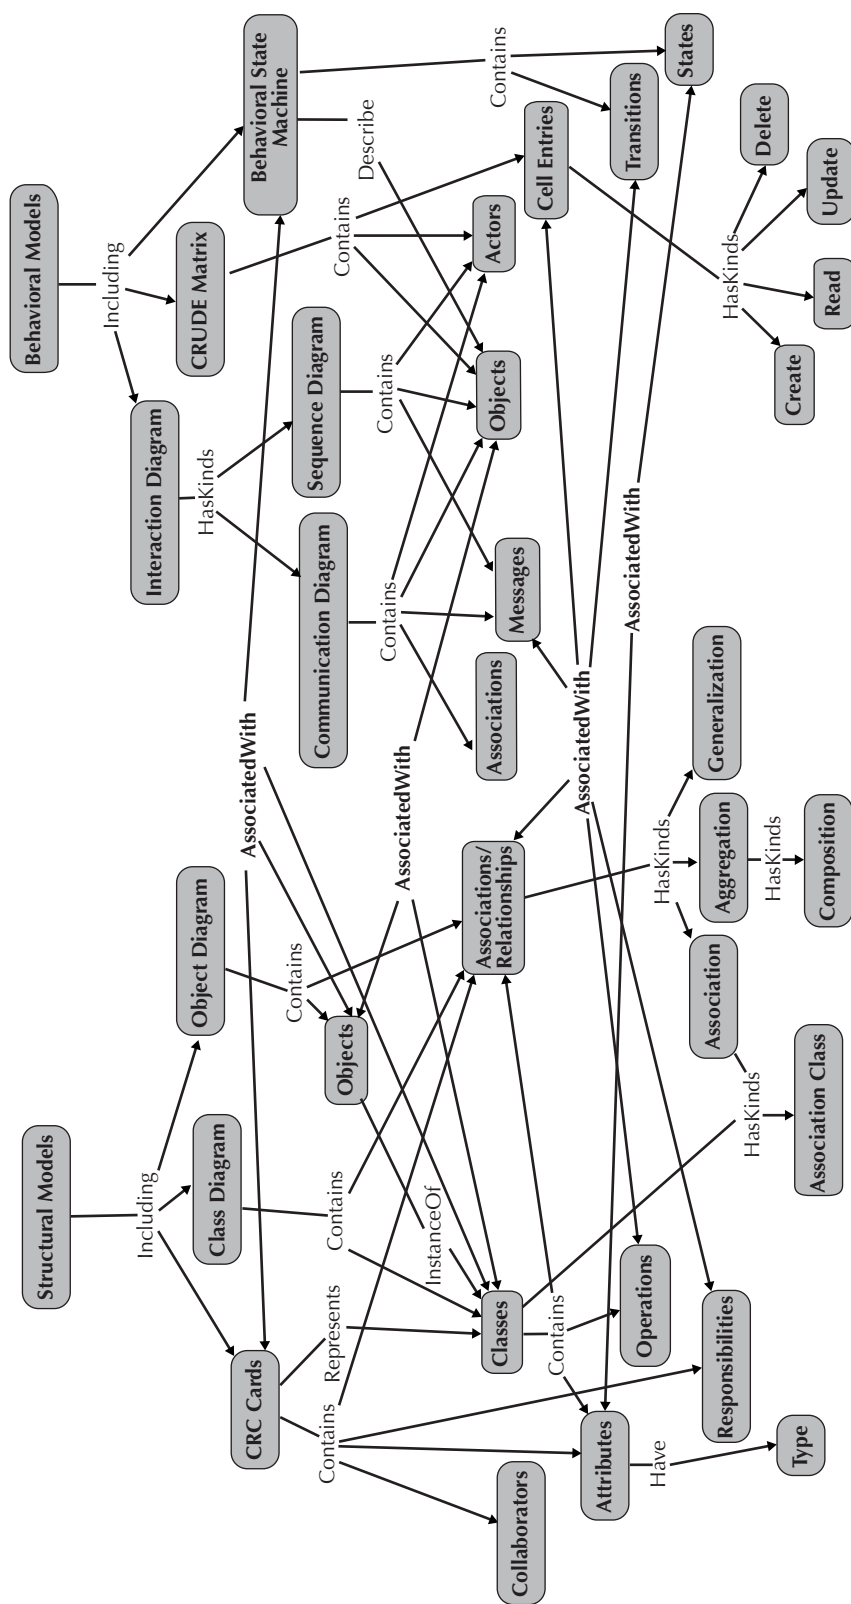 Structural Models
Behavioral Models
Including
Including
CRC Cards
Class Diagram
Object Diagram
Interaction Diagram
CRUDE Matrix
Behavioral State
Machine
AssociatedWith
HasKinds
Contains
Represents
Contains
Contains
Objects
Communication Diagram
Sequence Diagram
Contains
Describe
InstanceOf
AssociatedWith
Contains
Contains
Collaborators
Classes
Associations/
Relationships
Associations
Messages
Objects
Actors
Cell Entries
Contains
Contains
Attributes
Operations
AssociatedWith
Transitions
States
AssociatedWith
Have
Responsibilities
HasKinds
Association
Aggregation
Generalization
HasKinds
HasKinds
HasKinds
Type
Association Class
Composition
Create
Read
Update
Delete